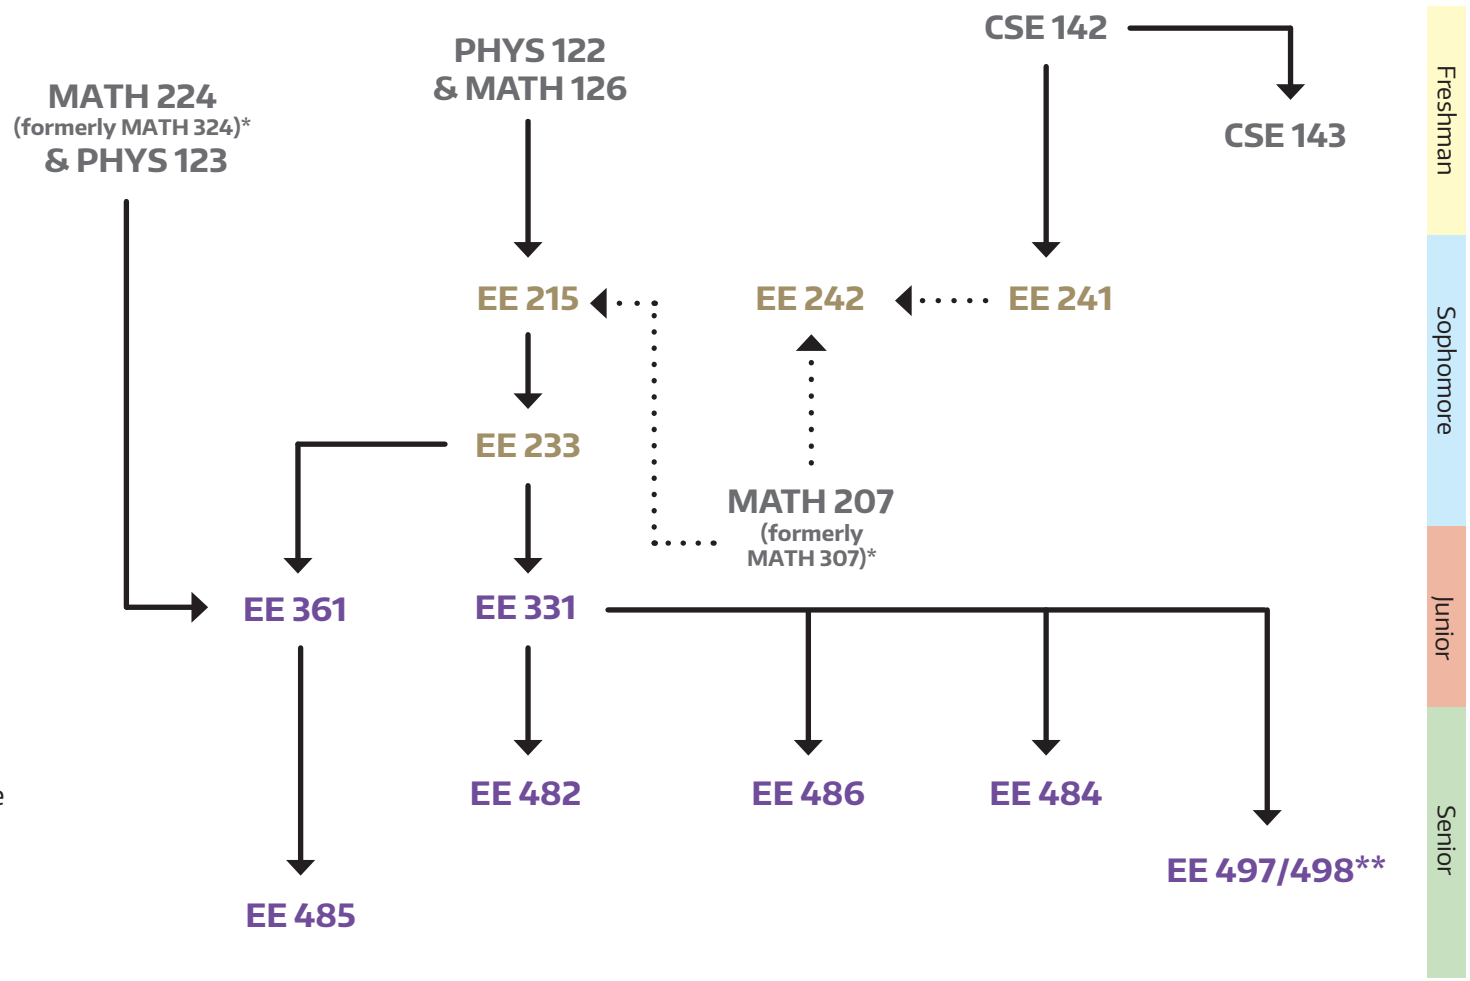 CSE 142
PHYS 122
& MATH 126
MATH 224
(formerly MATH 324)*
& PHYS 123
CSE 143
Freshman
EE 215
EE 242
EE 241
Sophomore
EE 233
MATH 207
(formerly
MATH 307)*
EE 361
EE 331
Junior
EE 482
EE 486
EE 484
e
Senior
EE 497/498**
EE 485